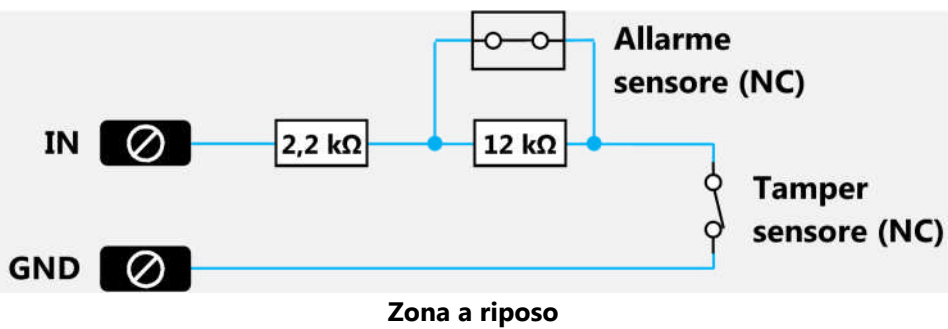 Allarme
sensore (NC)
IN
2,2 kΩ
12 kΩ
Tamper
sensore (NC)
GND
Zona a riposo